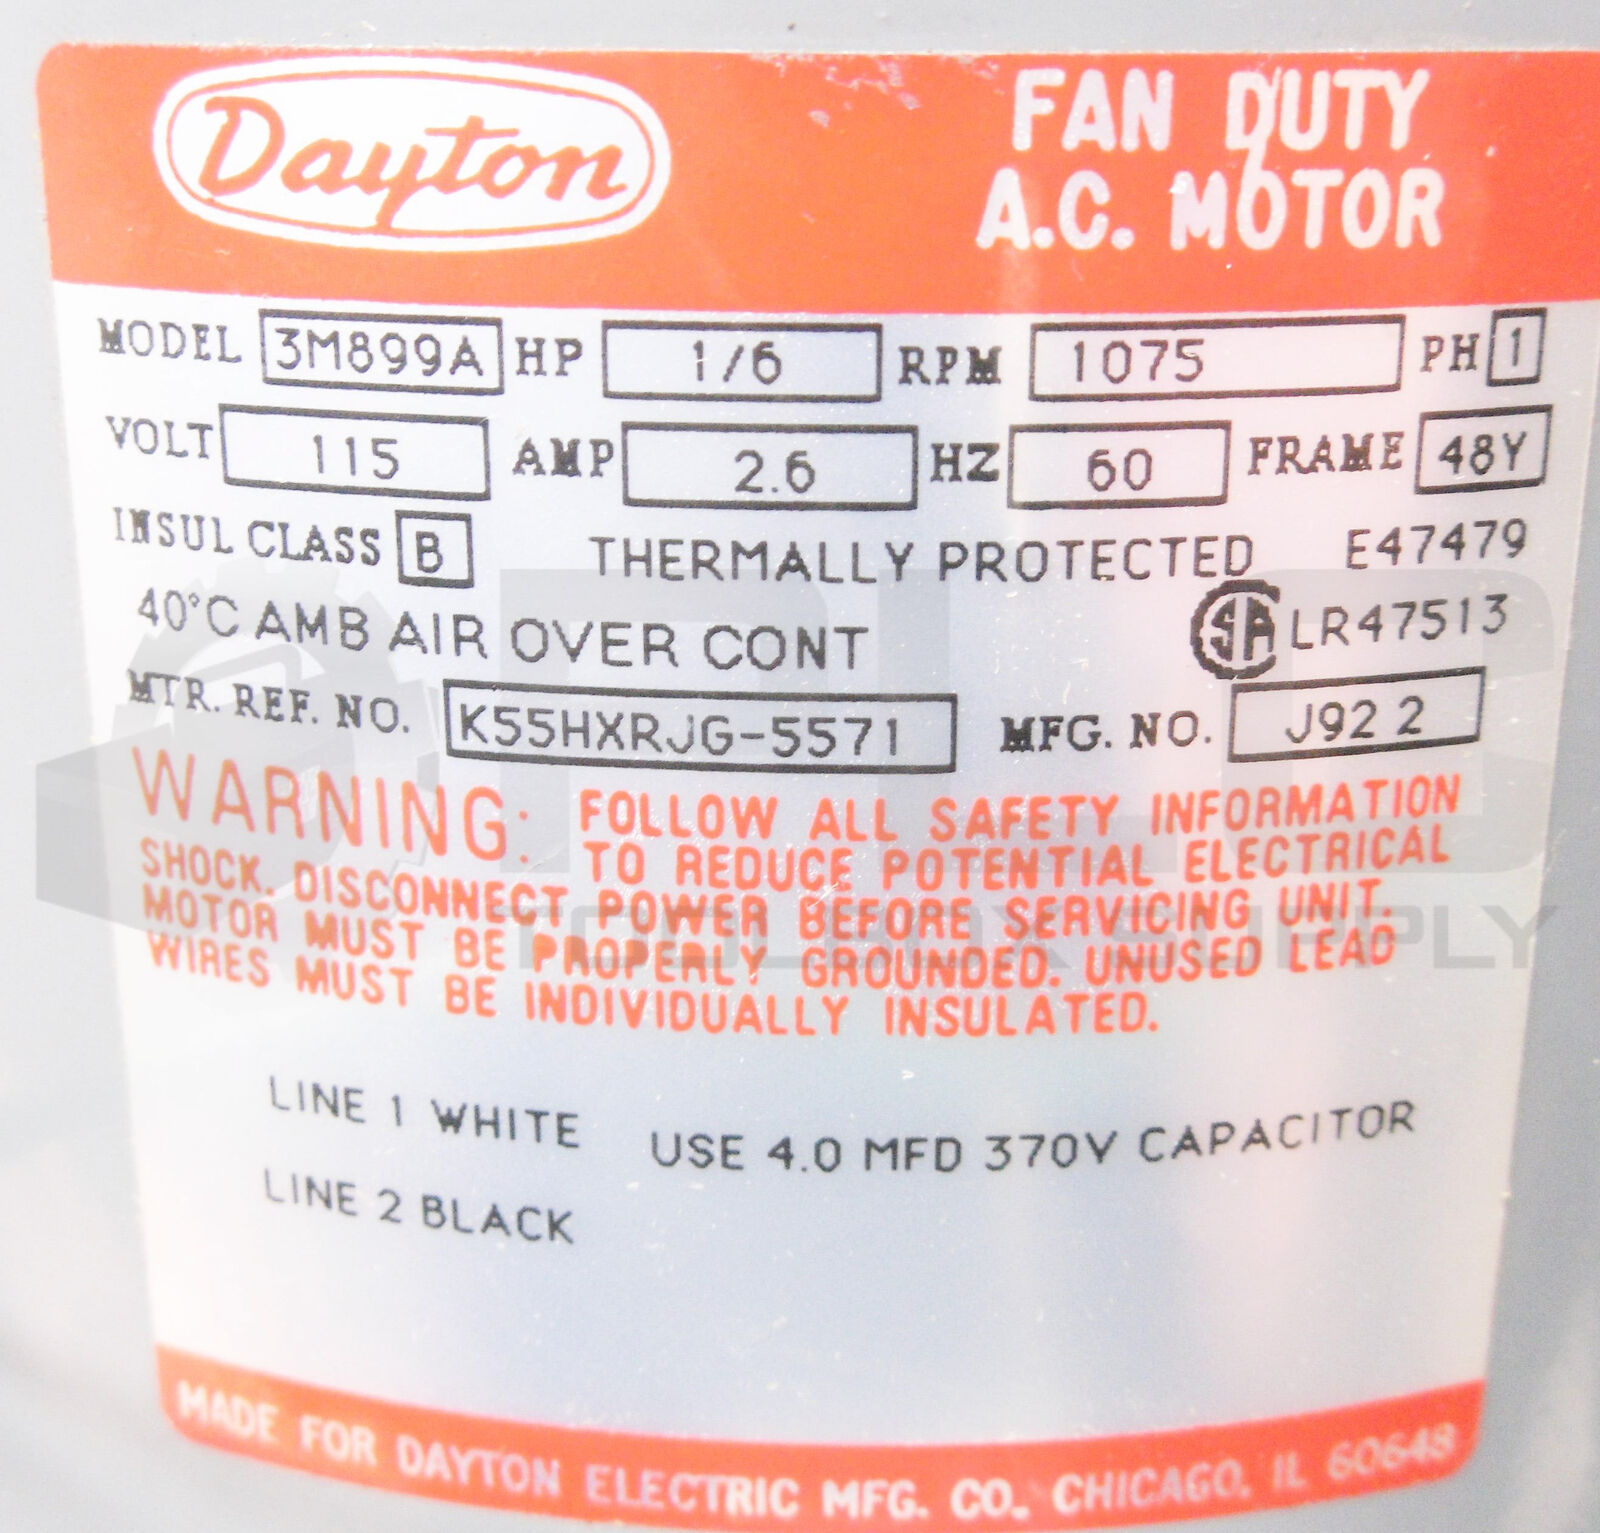 Dayton
FAN DUTY
A.C. MOTOR
MODEL 3M899A HP 1/6 RPM 1075 PH 1
VOLT 115 AMP 2.6 HZ 60 FRAME 48Y
INSUL CLASS B THERMALLY PROTECTED E47479
40°C AMB AIR OVER CONT SA LR47513
MTR. REF. NO. K55HXRJG-5571 MFG. NO. J92 2
WARNING: FOLLOW ALL SAFETY INFORMATION
TO REDUCE POTENTIAL ELECTRICAL
SHOCK. DISCONNECT POWER BEFORE SERVICING UNIT.
MOTOR MUST BE PROPERLY GROUNDED. UNUSED LEAD
WIRES MUST BE INDIVIDUALLY INSULATED.
LINE 1 WHITE USE 4.0 MFD 370V CAPACITOR
LINE 2 BLACK
MADE FOR DAYTON ELECTRIC MFG. CO. CHICAGO, IL 60648
PLC
TOOLBOX SUPPLY